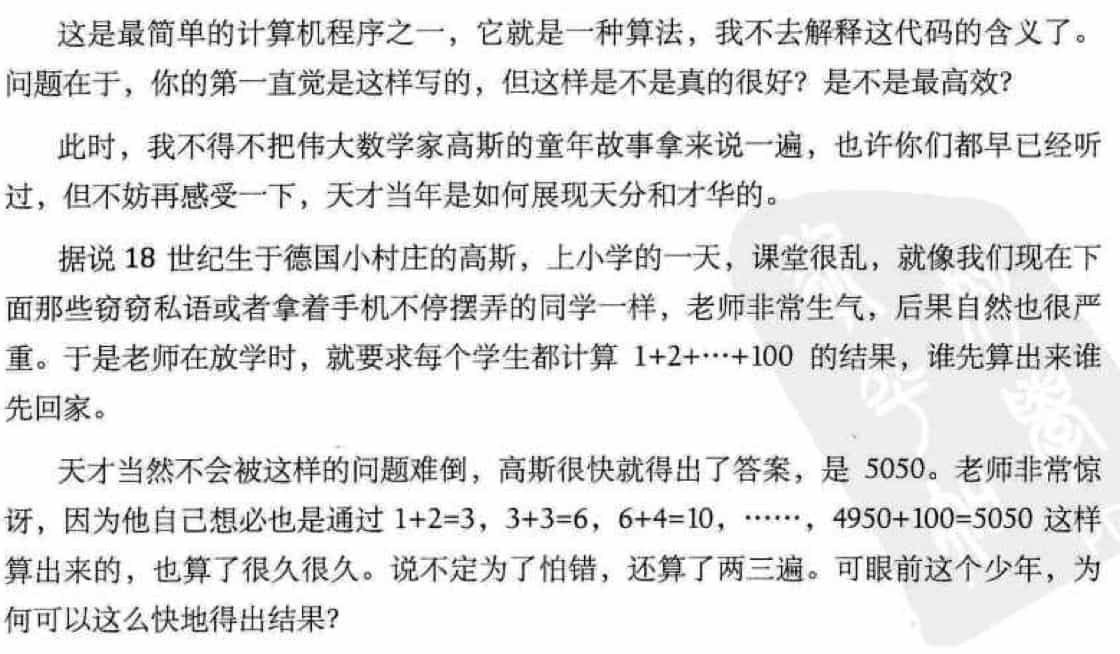 这是最简单的计算机程序之一，它就是一种算法，我不去解释这代码的含义了。
问题在于，你的第一直觉是这样写的，但这样是不是真的很好？是不是最高效？
此时，我不得不把伟大数学家高斯的童年故事拿来说一遍，也许你们都早已经听
过，但不妨再感受一下，天才当年是如何展现天分和才华的。
据说 18 世纪生于德国小村庄的高斯，上小学的一天，课堂很乱，就像我们现在下
面那些窃窃私语或者拿着手机不停摆弄的同学一样，老师非常生气，后果自然也很严
重。于是老师在放学时，就要求每个学生都计算 1+2+…+100 的结果，谁先算出来谁
先回家。
天才当然不会被这样的问题难倒，高斯很快就得出了答案，是 5050。老师非常惊
讶，因为他自己想必也是通过 1+2=3，3+3=6，6+4=10，……，4950+100=5050 这样
算出来的，也算了很久很久。说不定为了怕错，还算了两三遍。可眼前这个少年，为
何可以这么快地得出结果？